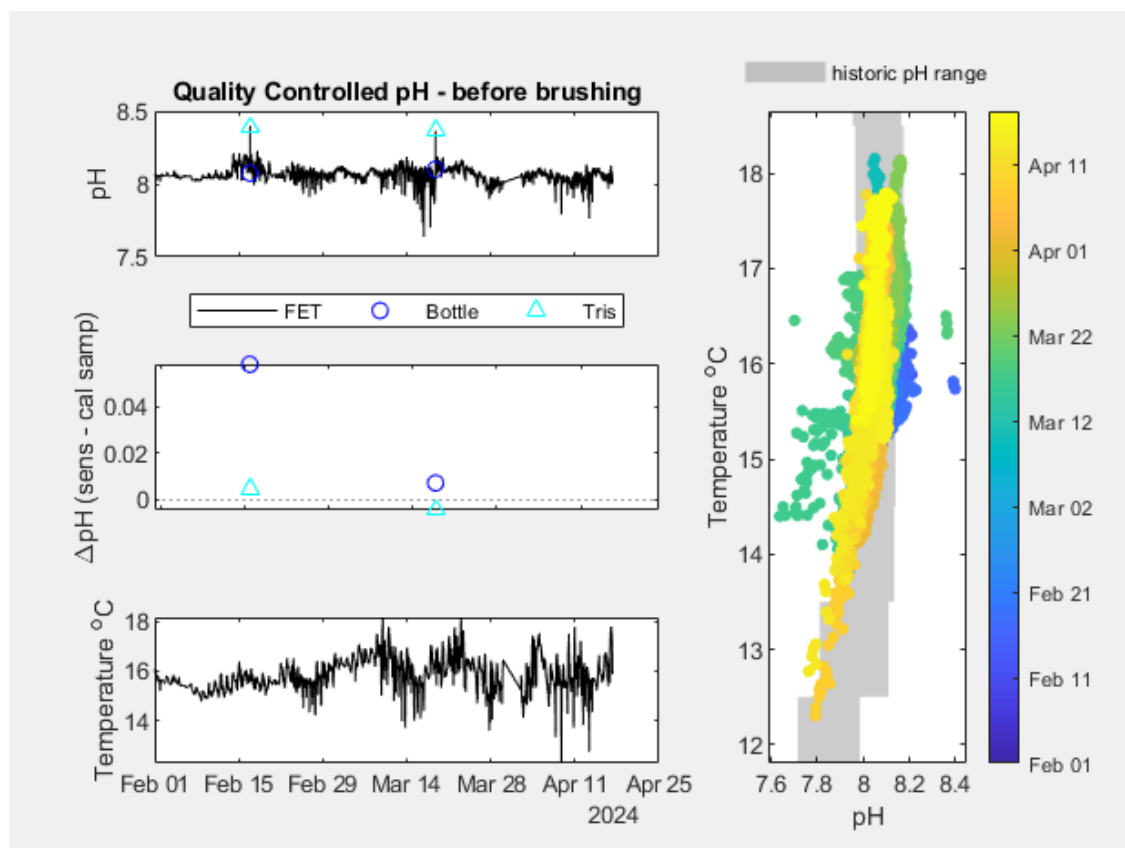 Quality Controlled pH - before brushing
8.5
8
7.5
pH
FET Bottle Tris
0.04
0.02
0
ΔpH (sens - cal samp)
18
16
14
Temperature °C
Feb 01 Feb 15 Feb 29 Mar 14 Mar 28 Apr 11 Apr 25
2024
historic pH range
18
17
16
15
14
13
12
Temperature °C
7.6 7.8 8 8.2 8.4
pH
Apr 11
Apr 01
Mar 22
Mar 12
Mar 02
Feb 21
Feb 11
Feb 01